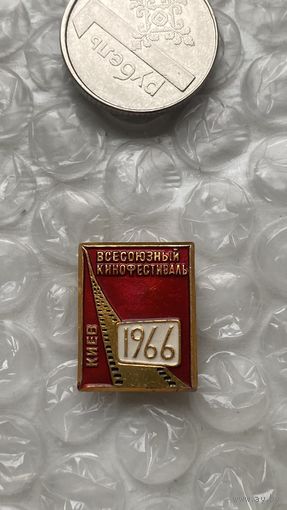 рубель
ВСЕСОЮЗНЫЙ
КИНОФЕСТИВАЛЬ
КИЕВ
1966